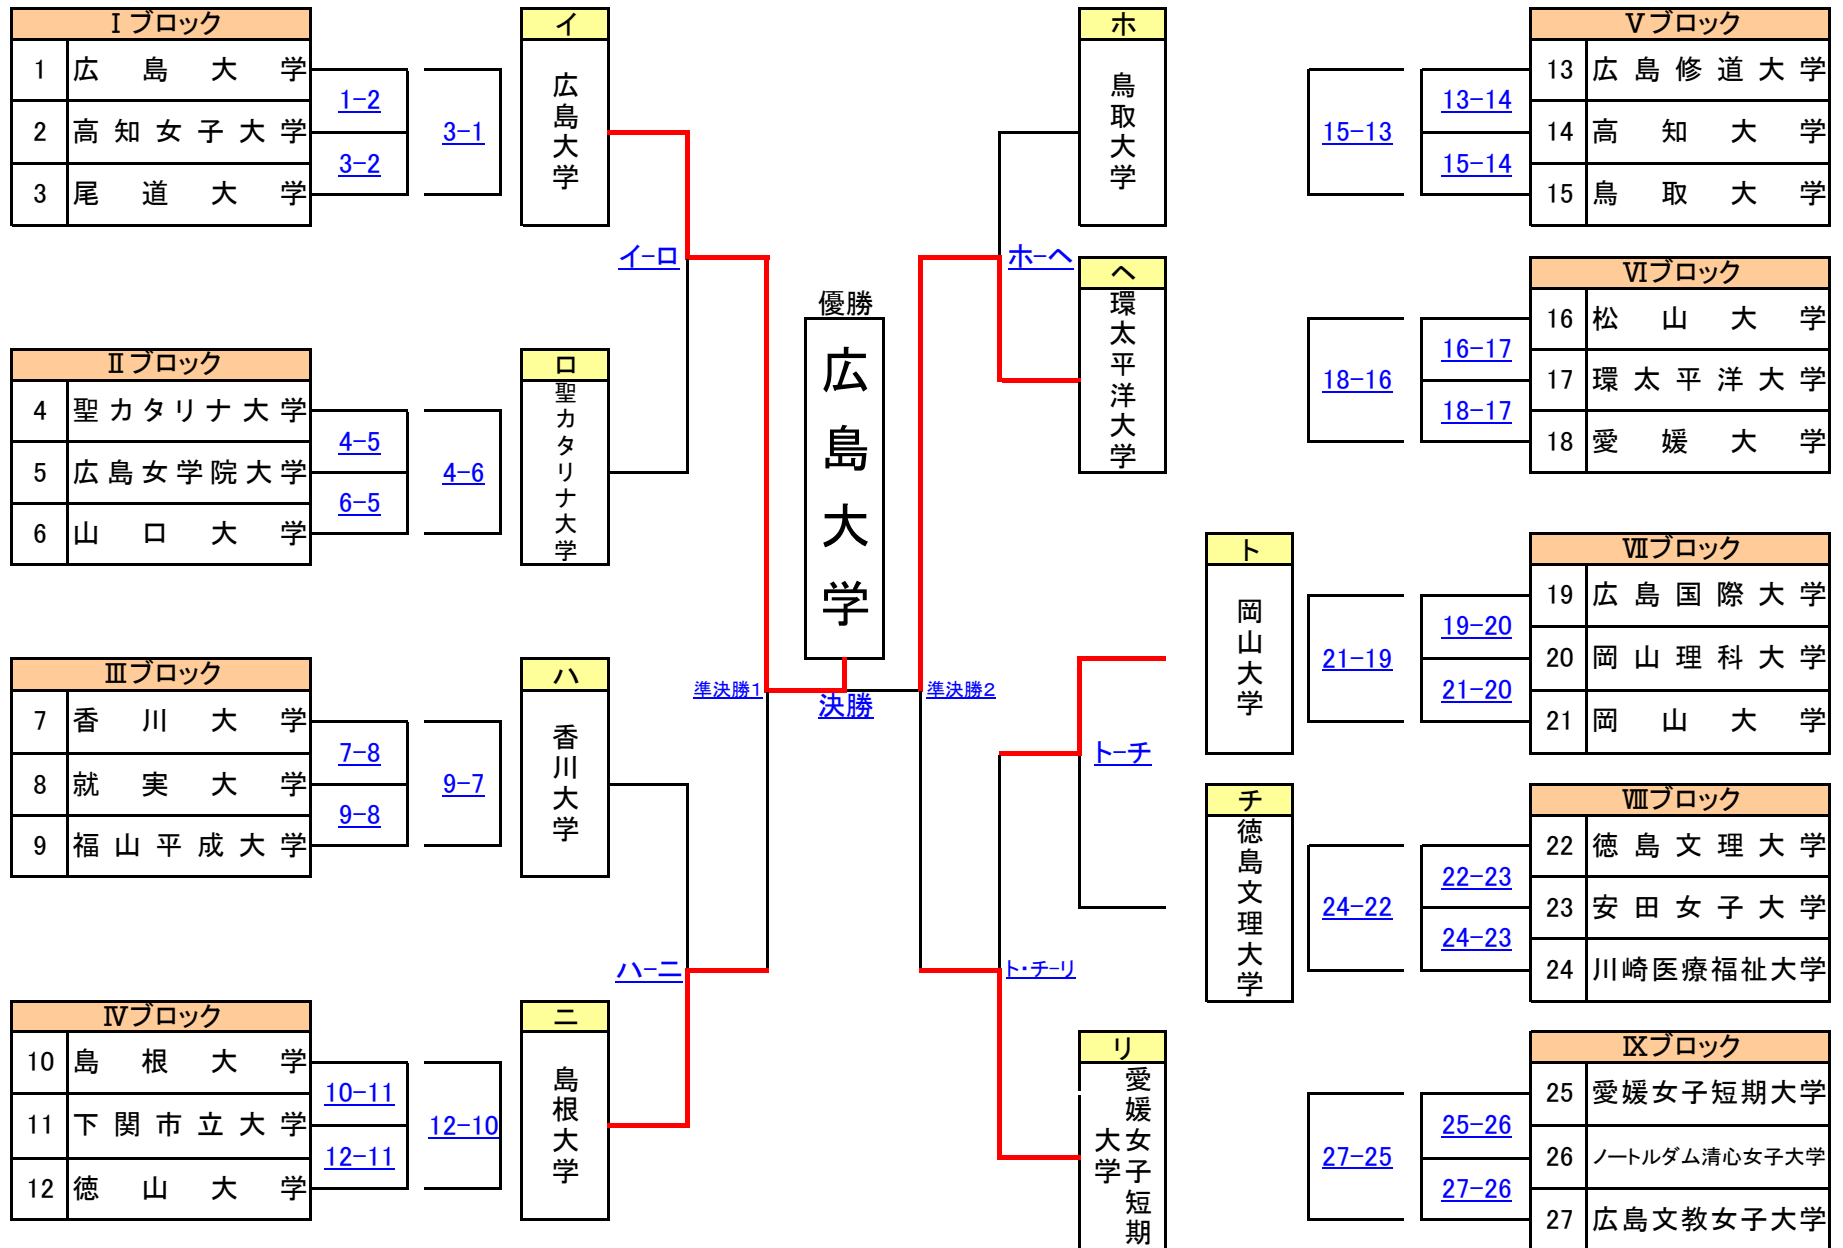 Ⅰブロック
1 広島大学
2 高知女子大学
3 尾道大学
1-2
3-2
3-1
イ
広島大学
Ⅱブロック
4 聖カタリナ大学
5 広島女学院大学
6 山口大学
4-5
6-5
4-6
ロ
聖カタリナ大学
イ-ロ
Ⅲブロック
7 香川大学
8 就実大学
9 福山平成大学
7-8
9-8
9-7
ハ
香川大学
Ⅳブロック
10 島根大学
11 下関市立大学
12 徳山大学
10-11
12-11
12-10
ニ
島根大学
ハ-ニ
準決勝1
優勝
広島大学
決勝
準決勝2
ホ
鳥取大学
ホ-ヘ
ヘ
環太平洋大学
ト
岡山大学
ト-チ
チ
徳島文理大学
ト・チ-リ
リ
愛媛女子短期
大学
Ⅴブロック
13 広島修道大学
14 高知大学
15 鳥取大学
13-14
15-14
15-13
Ⅵブロック
16 松山大学
17 環太平洋大学
18 愛媛大学
16-17
18-17
18-16
Ⅶブロック
19 広島国際大学
20 岡山理科大学
21 岡山大学
19-20
21-20
21-19
Ⅷブロック
22 徳島文理大学
23 安田女子大学
24 川崎医療福祉大学
22-23
24-23
24-22
Ⅸブロック
25 愛媛女子短期大学
26 ノートルダム清心女子大学
27 広島文教女子大学
25-26
27-26
27-25